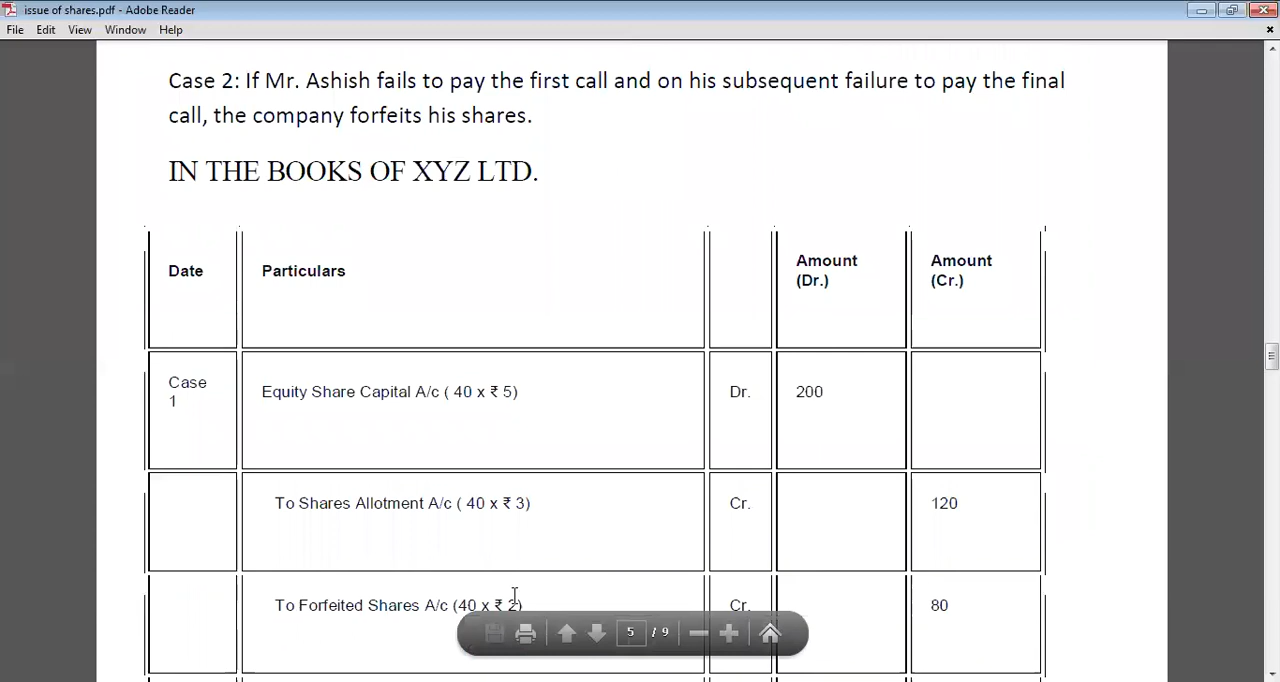 issue of shares.pdf - Adobe Reader
File Edit View Window Help
Case 2: If Mr. Ashish fails to pay the first call and on his subsequent failure to pay the final
call, the company forfeits his shares.
IN THE BOOKS OF XYZ LTD.
Date Particulars Amount (Dr.) Amount (Cr.)
Case 1 Equity Share Capital A/c ( 40 x ₹ 5) Dr. 200
To Shares Allotment A/c ( 40 x ₹ 3) Cr. 120
To Forfeited Shares A/c (40 x ₹ 2) Cr. 80
5 / 9